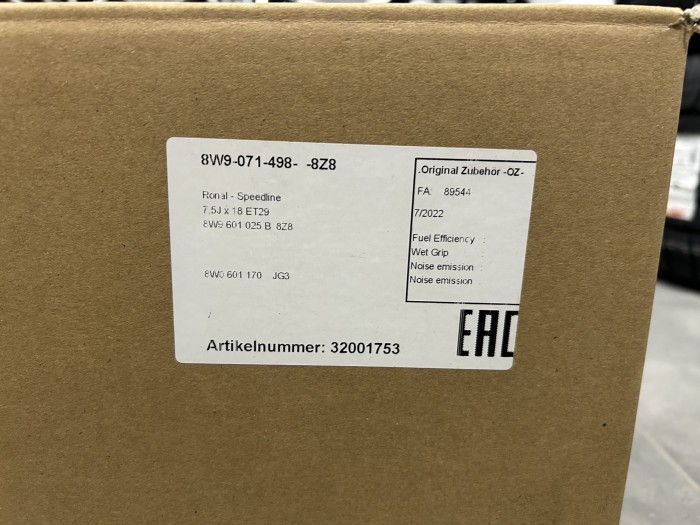 8W9-071-498- -8Z8
Ronal - Speedline
7,5J x 18 ET29
8W9 601 025 B 8Z8
8W0 601 170 JG3
/
Artikelnummer: 32001753
.Original Zubehör -OZ-
FA: 89544
7/2022
Fuel Efficiency :
Wet Grip :
Noise emission :
Noise emission
EAC